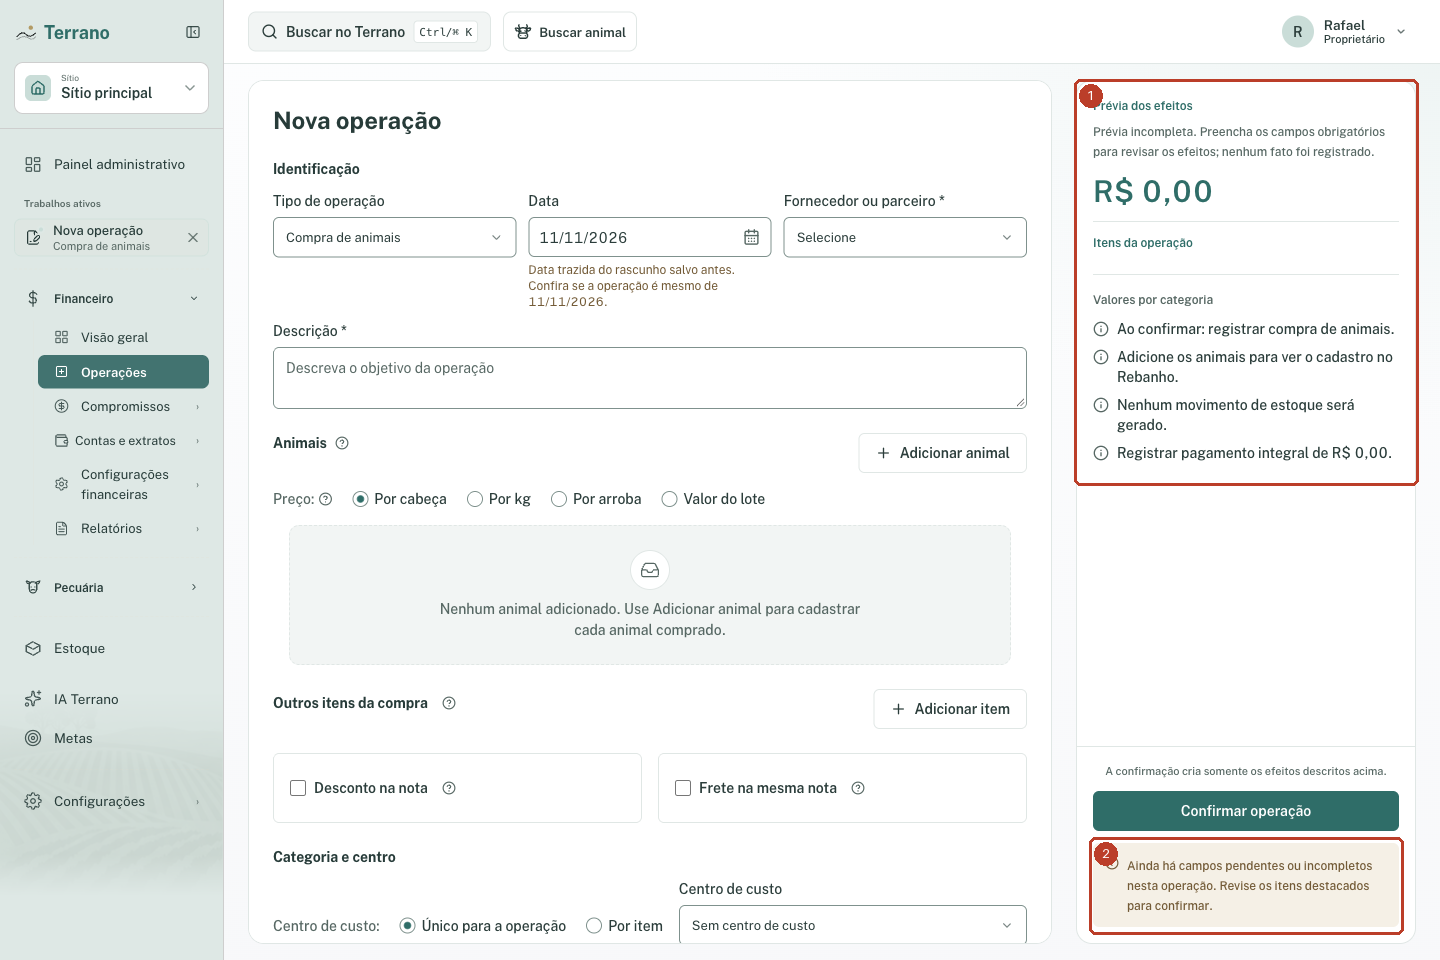 Terrano
Sítio
Sítio principal
Painel administrativo
Trabalhos ativos
Nova operação
Compra de animais
Financeiro
Visão geral
Operações
Compromissos
Contas e extratos
Configurações
financeiras
Relatórios
Pecuária
Estoque
IA Terrano
Metas
Configurações
Buscar no Terrano Ctrl/⌘ K
Buscar animal
R
Rafael
Proprietário
Nova operação
Identificação
Tipo de operação
Compra de animais
Data
11/11/2026
Data trazida do rascunho salvo antes.
Confira se a operação é mesmo de
11/11/2026.
Fornecedor ou parceiro *
Selecione
Descrição *
Descreva o objetivo da operação
Animais
Adicionar animal
Preço: Por cabeça Por kg Por arroba Valor do lote
Nenhum animal adicionado. Use Adicionar animal para cadastrar
cada animal comprado.
Outros itens da compra
Adicionar item
Desconto na nota
Frete na mesma nota
Categoria e centro
Centro de custo: Único para a operação Por item
Centro de custo
Sem centro de custo
1
Prévia dos efeitos
Prévia incompleta. Preencha os campos obrigatórios
para revisar os efeitos; nenhum fato foi registrado.
R$ 0,00
Itens da operação
Valores por categoria
Ao confirmar: registrar compra de animais.
Adicione os animais para ver o cadastro no
Rebanho.
Nenhum movimento de estoque será
gerado.
Registrar pagamento integral de R$ 0,00.
A confirmação cria somente os efeitos descritos acima.
Confirmar operação
2
Ainda há campos pendentes ou incompletos
nesta operação. Revise os itens destacados
para confirmar.